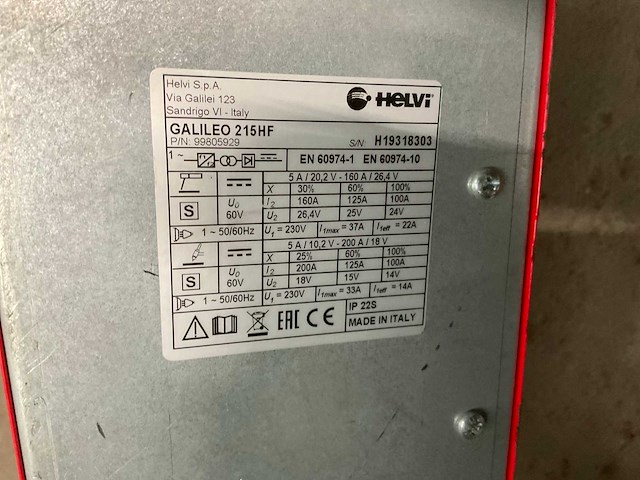 Helvi S.p.A.
Via Galilei 123
Sandrigo VI - Italy
HELVI
GALILEO 215HF
P/N: 99805929
S/N: H19318303
1 ~
EN 60974-1 EN 60974-10
5 A / 20,2 V - 160 A / 26,4 V
X 30% 60% 100%
S U0 60V I2 160A 125A 100A
U2 26,4V 25V 24V
1 ~ 50/60Hz U1 = 230V I1max = 37A I1eff = 22A
5 A / 10,2 V - 200 A / 18 V
X 25% 60% 100%
S U0 60V I2 200A 125A 100A
U2 18V 15V 14V
1 ~ 50/60Hz U1 = 230V I1max = 33A I1eff = 14A
EAC CE
IP 22S
MADE IN ITALY